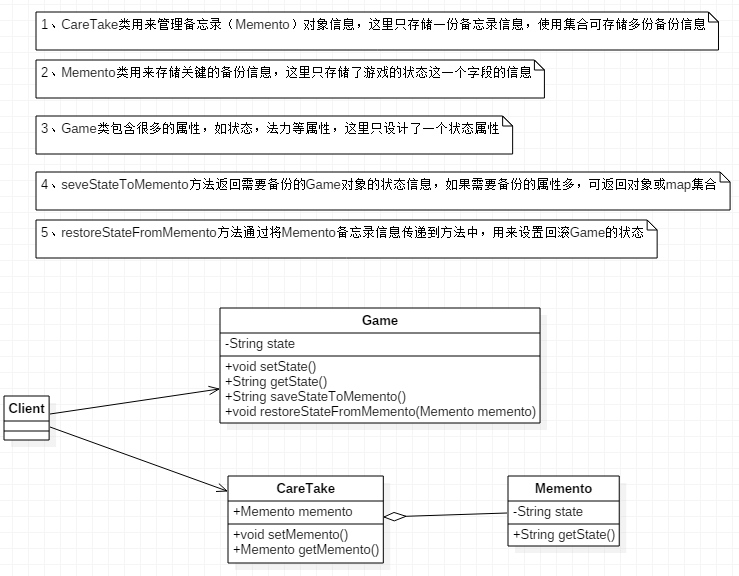 1、CareTake类用来管理备忘录（Memento）对象信息，这里只存储一份备忘录信息，使用集合可存储多份备份信息
2、Memento类用来存储关键的备份信息，这里只存储了游戏的状态这一个字段的信息
3、Game类包含很多的属性，如状态，法力等属性，这里只设计了一个状态属性
4、seveStateToMemento方法返回需要备份的Game对象的状态信息，如果需要备份的属性多，可返回对象或map集合
5、restoreStateFromMemento方法通过将Memento备忘录信息传递到方法中，用来设置回滚Game的状态
Game
-String state
+void setState()
+String getState()
+String saveStateToMemento()
+void restoreStateFromMemento(Memento memento)
Client
CareTake
+Memento memento
+void setMemento()
+Memento getMemento()
Memento
-String state
+String getState()